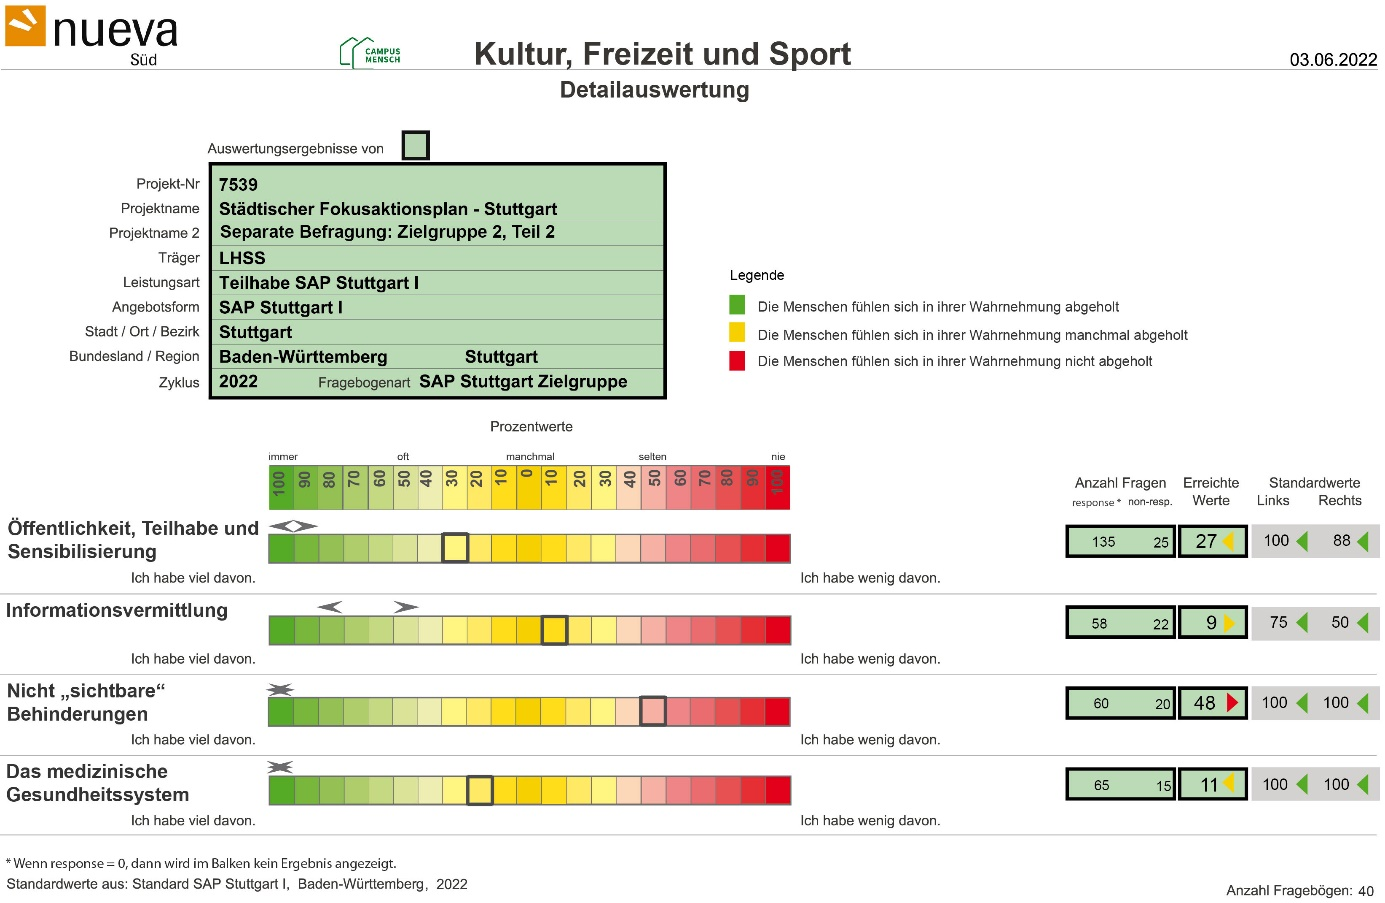 nueva
Süd
CAMPUS
MENSCH
Kultur, Freizeit und Sport
03.06.2022
Detailauswertung
Auswertungsergebnisse von
Projekt-Nr 7539
Projektname Städtischer Fokusaktionsplan - Stuttgart
Projektname 2 Separate Befragung: Zielgruppe 2, Teil 2
Träger LHSS
Leistungsart Teilhabe SAP Stuttgart I
Angebotsform SAP Stuttgart I
Stadt / Ort / Bezirk Stuttgart
Bundesland / Region Baden-Württemberg Stuttgart
Zyklus 2022 Fragebogenart SAP Stuttgart Zielgruppe
Legende
Die Menschen fühlen sich in ihrer Wahrnehmung abgeholt
Die Menschen fühlen sich in ihrer Wahrnehmung manchmal abgeholt
Die Menschen fühlen sich in ihrer Wahrnehmung nicht abgeholt
Prozentwerte
immer oft manchmal selten nie
100 90 80 70 60 50 40 30 20 10 0 10 20 30 40 50 60 70 80 90 100
Anzahl Fragen Erreichte Standardwerte
response * non-resp. Werte Links Rechts
Öffentlichkeit, Teilhabe und
Sensibilisierung
135 25 27 100 88
Ich habe viel davon. Ich habe wenig davon.
Informationsvermittlung
58 22 9 75 50
Ich habe viel davon. Ich habe wenig davon.
Nicht „sichtbare“
Behinderungen
60 20 48 100 100
Ich habe viel davon. Ich habe wenig davon.
Das medizinische
Gesundheitssystem
65 15 11 100 100
Ich habe viel davon. Ich habe wenig davon.
* Wenn response = 0, dann wird im Balken kein Ergebnis angezeigt.
Standardwerte aus: Standard SAP Stuttgart I, Baden-Württemberg, 2022
Anzahl Fragebögen: 40